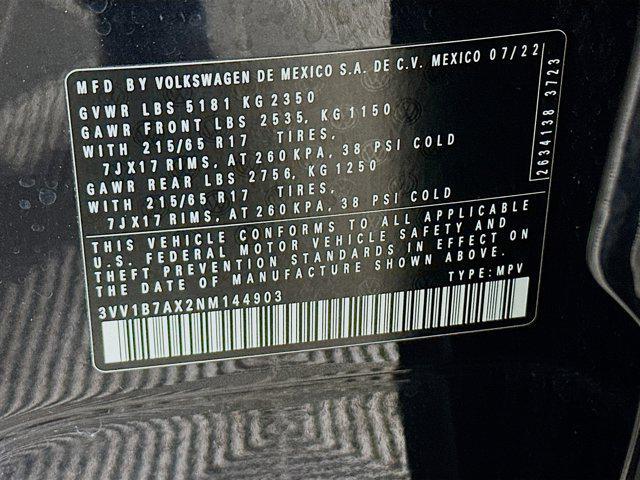 MFD BY VOLKSWAGEN DE MEXICO S.A. DE C.V. MEXICO 07/22
GVWR LBS 5181 KG 2350
GAWR FRONT LBS 2535, KG 1150
WITH 215/65 R17 TIRES,
7JX17 RIMS, AT 260 KPA, 38 PSI COLD
GAWR REAR LBS 2756, KG 1250
WITH 215/65 R17 TIRES,
7JX17 RIMS, AT 260 KPA, 38 PSI COLD
THIS VEHICLE CONFORMS TO ALL APPLICABLE
U.S. FEDERAL MOTOR VEHICLE SAFETY AND
THEFT PREVENTION STANDARDS IN EFFECT ON
THE DATE OF MANUFACTURE SHOWN ABOVE.
3VV1B7AX2NM144903 TYPE: MPV
2634138 3723